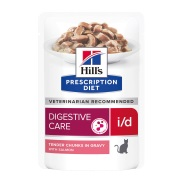 Hill's
PRESCRIPTION
DIET
VETERINARIAN RECOMMENDED
DIGESTIVE
CARE
i/d
TENDER CHUNKS IN GRAVY
WITH SALMON